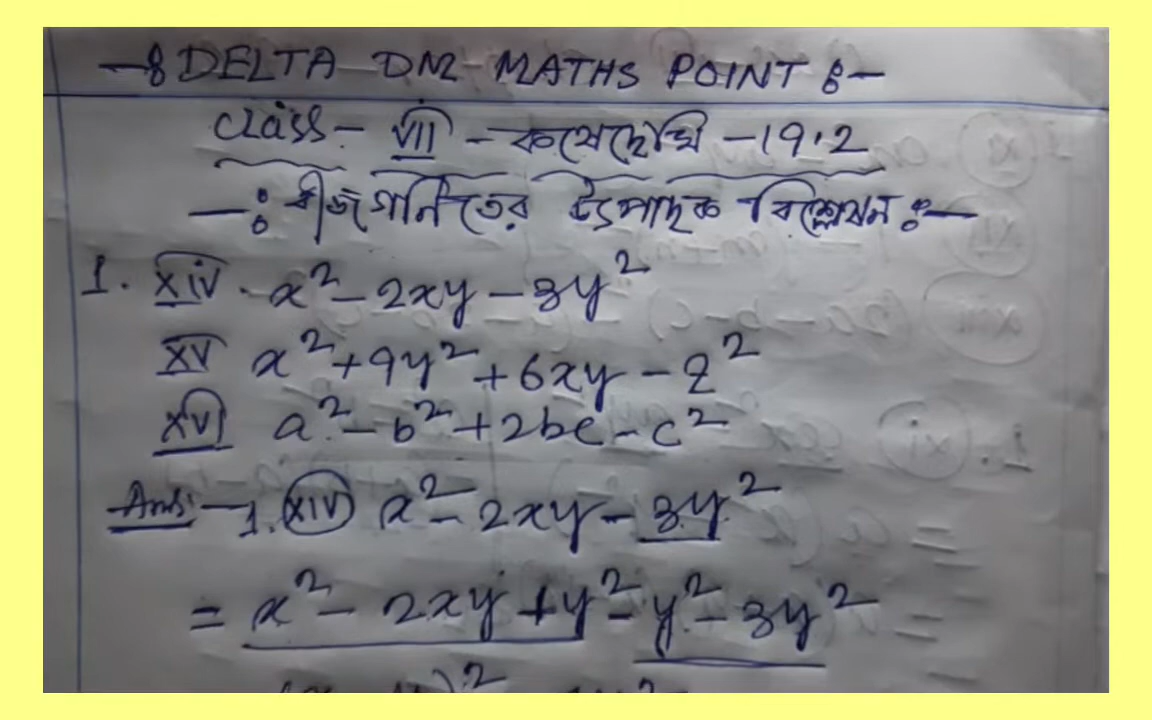 —ঃ DELTA DM MATHS POINT ঃ—
Class - VII - কষেদেখি - 19.2
—ঃ বীজগনিতের উৎপাদক বিশ্লেষন ঃ—
1. xiv. x² - 2xy - 3y²
xv x² + 9y² + 6xy - z²
xvi a² - b² + 2bc - c²
Ans:- 1. xiv x² - 2xy - 3y²
= x² - 2xy + y² - y² - 3y²